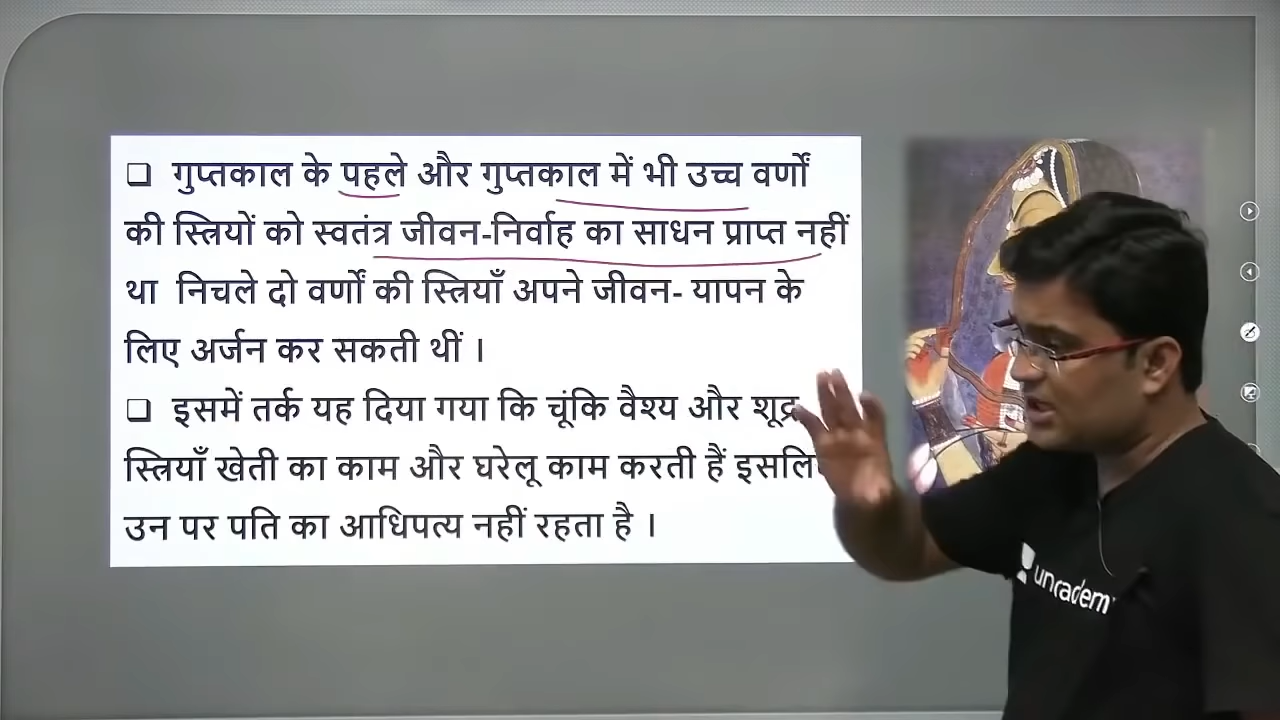 ❑ गुप्तकाल के पहले और गुप्तकाल में भी उच्च वर्णों
की स्त्रियों को स्वतंत्र जीवन-निर्वाह का साधन प्राप्त नहीं
था निचले दो वर्णों की स्त्रियाँ अपने जीवन- यापन के
लिए अर्जन कर सकती थीं ।
❑ इसमें तर्क यह दिया गया कि चूंकि वैश्य और शूद्र
स्त्रियाँ खेती का काम और घरेलू काम करती हैं
उन पर पति का आधिपत्य नहीं रहता है ।